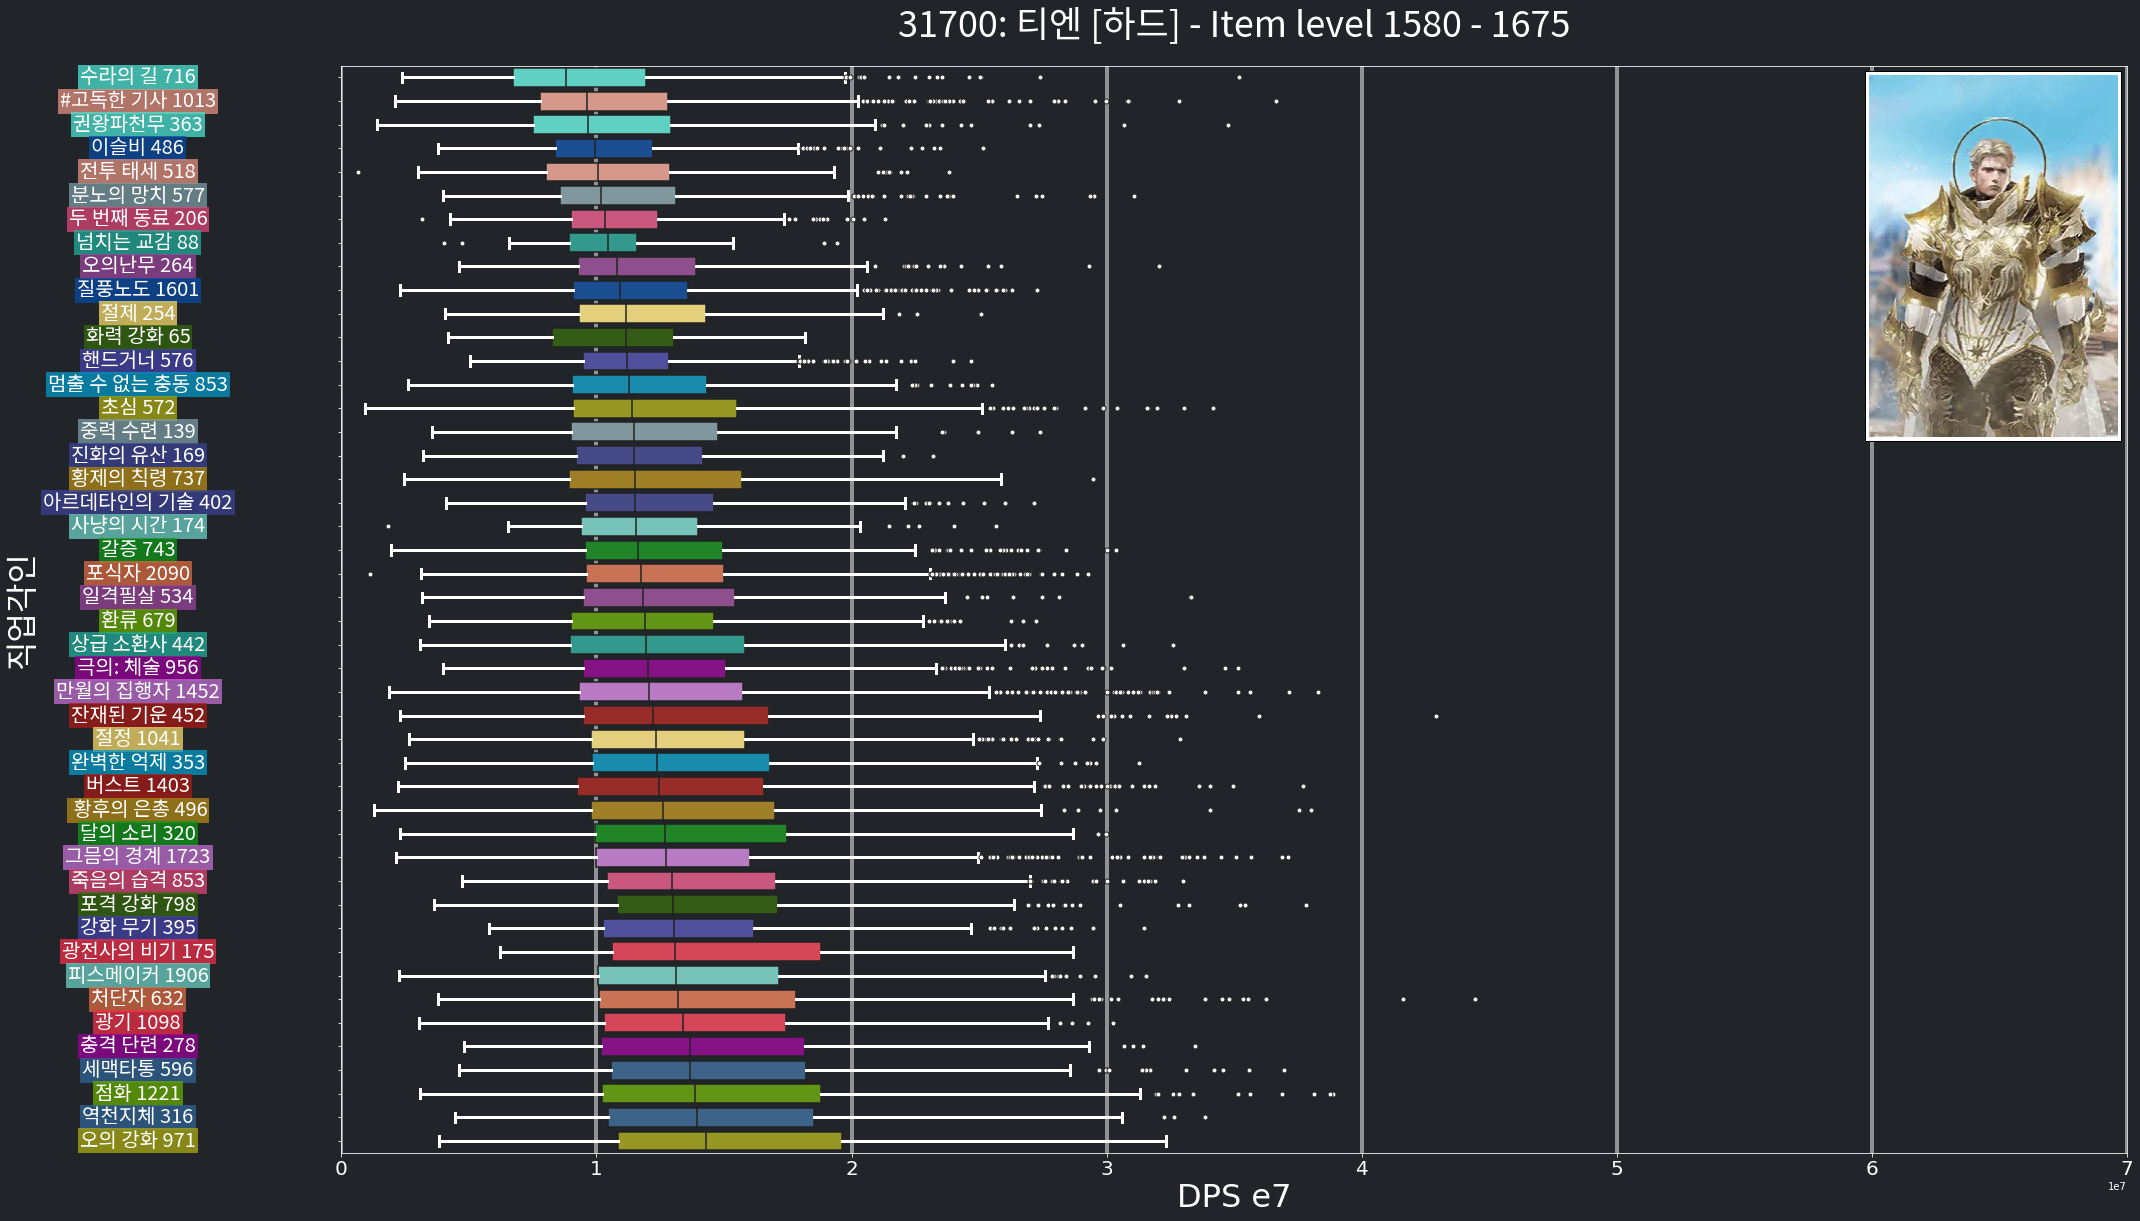 31700: 티엔 [하드] - Item level 1580 - 1675
수라의 길 716
#고독한 기사 1013
권왕파천무 363
이슬비 486
전투 태세 518
분노의 망치 577
두 번째 동료 206
넘치는 교감 88
오의난무 264
질풍노도 1601
절제 254
화력 강화 65
핸드거너 576
멈출 수 없는 충동 853
초심 572
중력 수련 139
진화의 유산 169
황제의 칙령 737
아르데타인의 기술 402
사냥의 시간 174
갈증 743
포식자 2090
일격필살 534
환류 679
상급 소환사 442
극의: 체술 956
만월의 집행자 1452
잔재된 기운 452
절정 1041
완벽한 억제 353
버스트 1403
황후의 은총 496
달의 소리 320
그믐의 경계 1723
죽음의 습격 853
포격 강화 798
강화 무기 395
광전사의 비기 175
피스메이커 1906
처단자 632
광기 1098
충격 단련 278
세맥타통 596
점화 1221
역천지체 316
오의 강화 971
직업각인
0 1 2 3 4 5 6 7
1e7
DPS e7